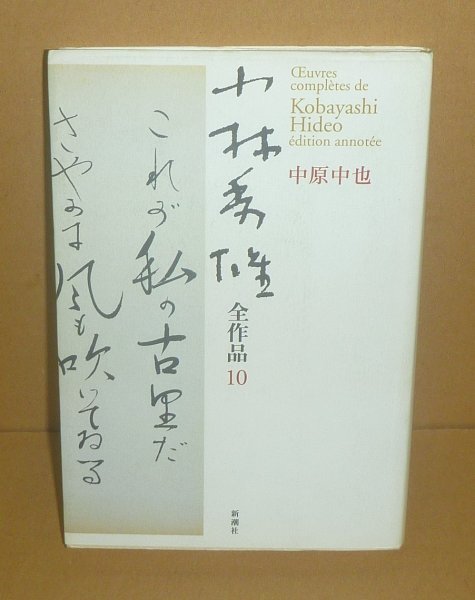 Œuvres
complètes de
Kobayashi
Hideo
édition annotée
中原中也
小林秀雄
全作品10
これが私の古里だ
さやかに風も吹いてゐる
新潮社